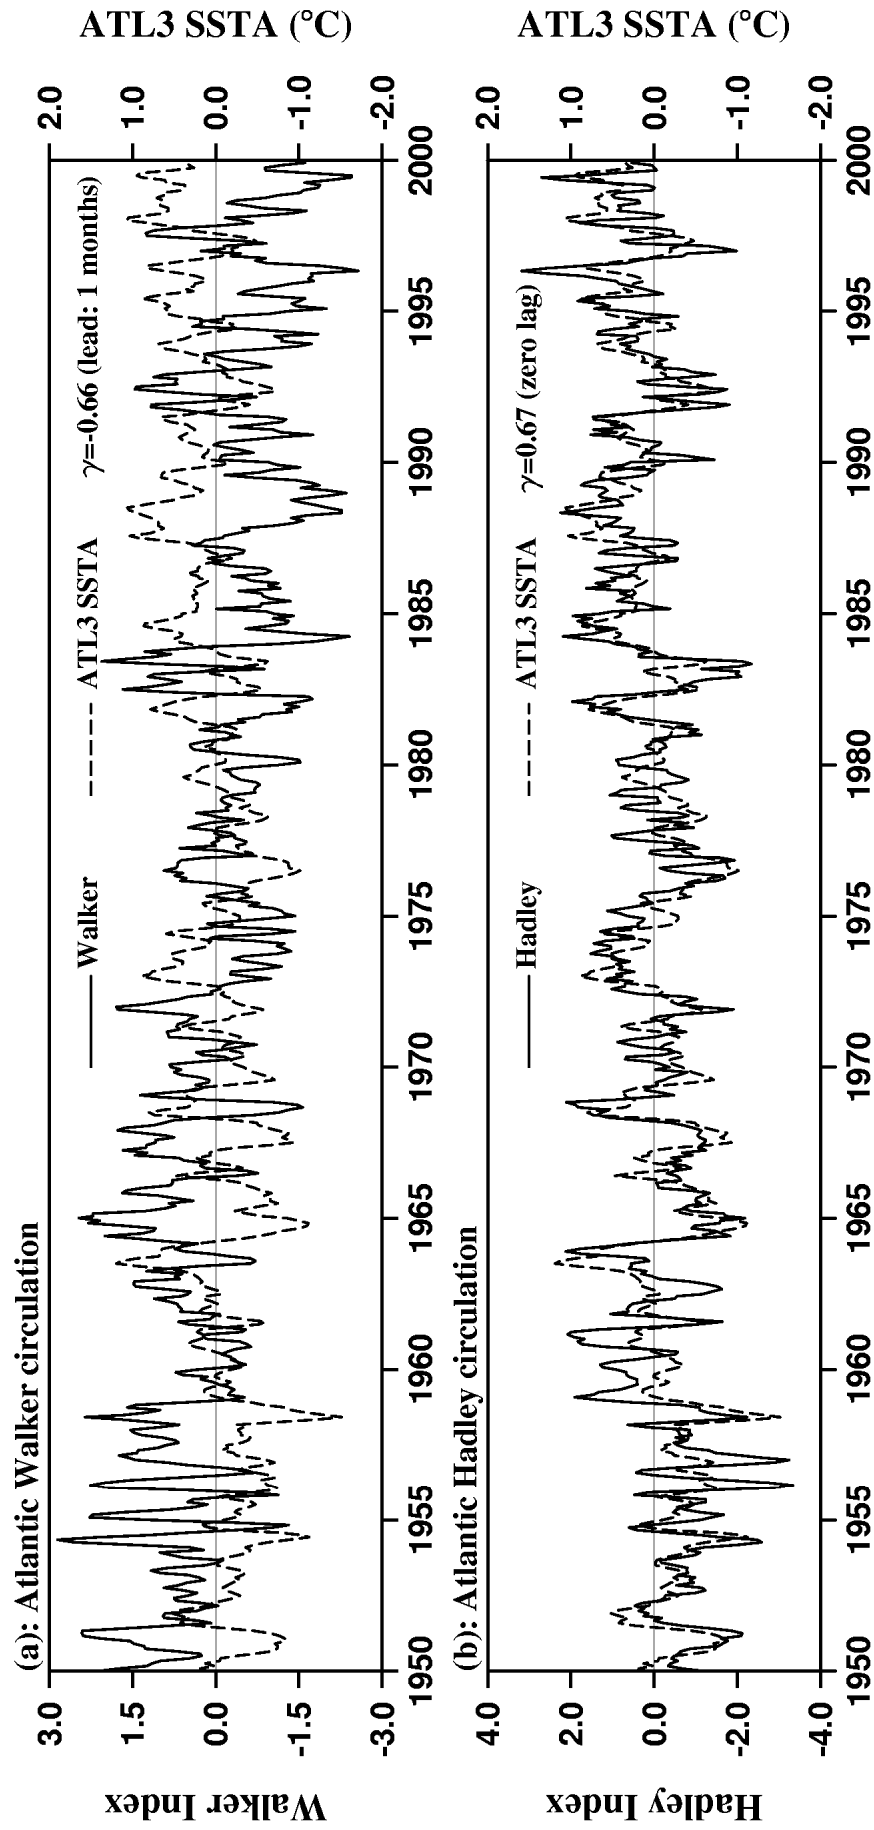 (a): Atlantic Walker circulation
Walker
ATL3 SSTA
γ=-0.66 (lead: 1 months)
Walker Index
3.0
1.5
0.0
-1.5
-3.0
ATL3 SSTA (°C)
2.0
1.0
0.0
-1.0
-2.0
1950 1955 1960 1965 1970 1975 1980 1985 1990 1995 2000
(b): Atlantic Hadley circulation
Hadley
ATL3 SSTA
γ=0.67 (zero lag)
Hadley Index
4.0
2.0
0.0
-2.0
-4.0
ATL3 SSTA (°C)
2.0
1.0
0.0
-1.0
-2.0
1950 1955 1960 1965 1970 1975 1980 1985 1990 1995 2000